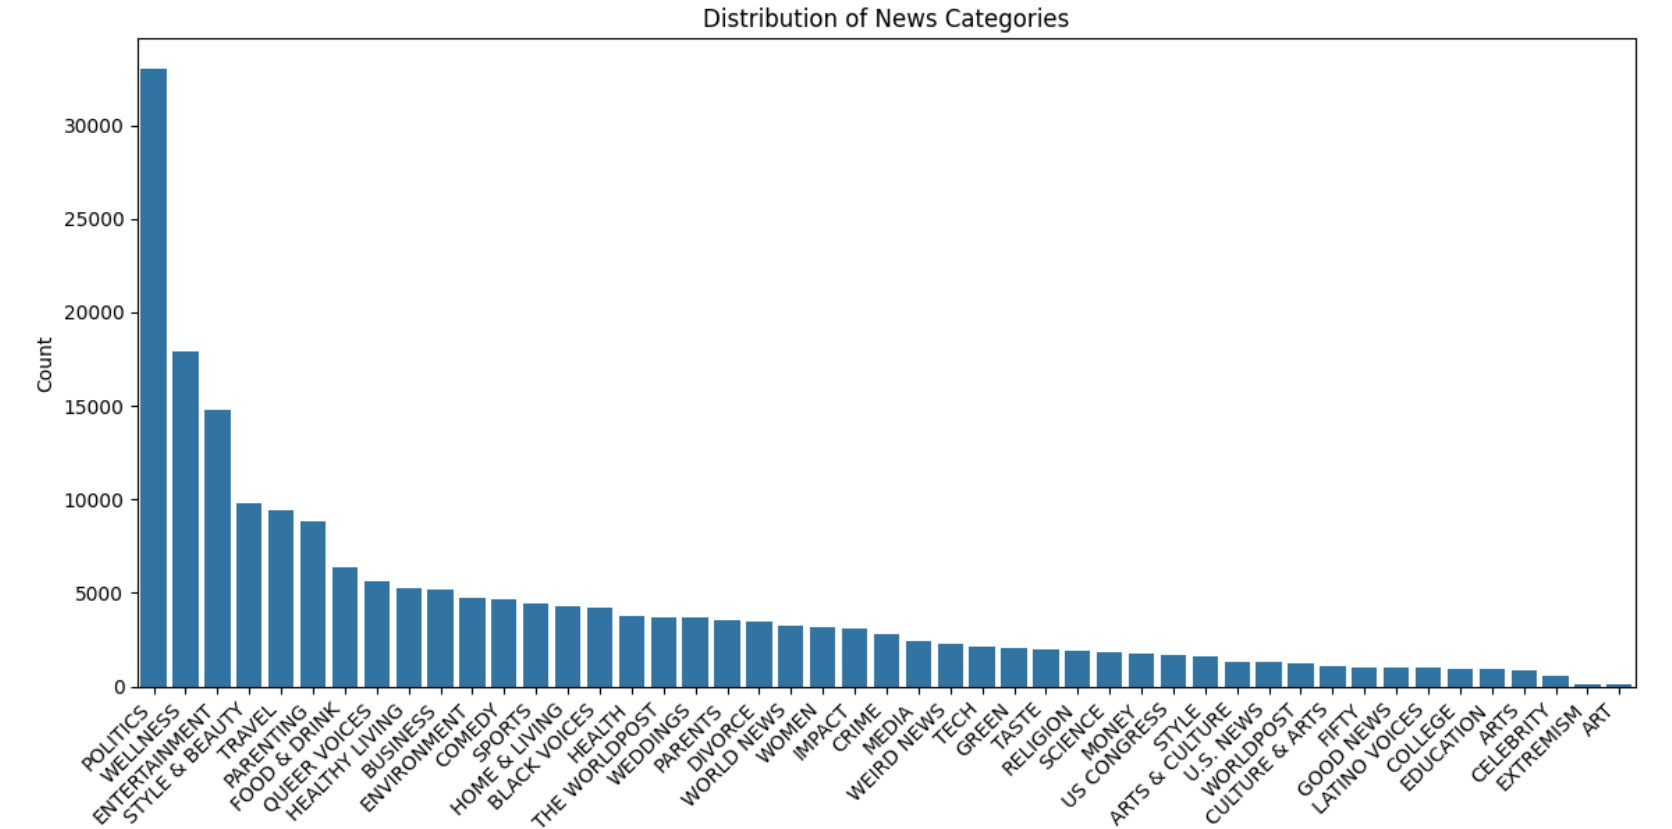 Distribution of News Categories
Count
30000
25000
20000
15000
10000
5000
0
POLITICS
WELLNESS
ENTERTAINMENT
STYLE & BEAUTY
TRAVEL
PARENTING
FOOD & DRINK
QUEER VOICES
HEALTHY LIVING
BUSINESS
ENVIRONMENT
COMEDY
SPORTS
HOME & LIVING
BLACK VOICES
HEALTH
THE WORLDPOST
WEDDINGS
PARENTS
DIVORCE
WORLD NEWS
WOMEN
IMPACT
CRIME
MEDIA
WEIRD NEWS
TECH
GREEN
TASTE
RELIGION
SCIENCE
MONEY
US CONGRESS
STYLE
ARTS & CULTURE
U.S. NEWS
WORLDPOST
CULTURE & ARTS
FIFTY
GOOD NEWS
LATINO VOICES
COLLEGE
EDUCATION
ARTS
CELEBRITY
EXTREMISM
ART